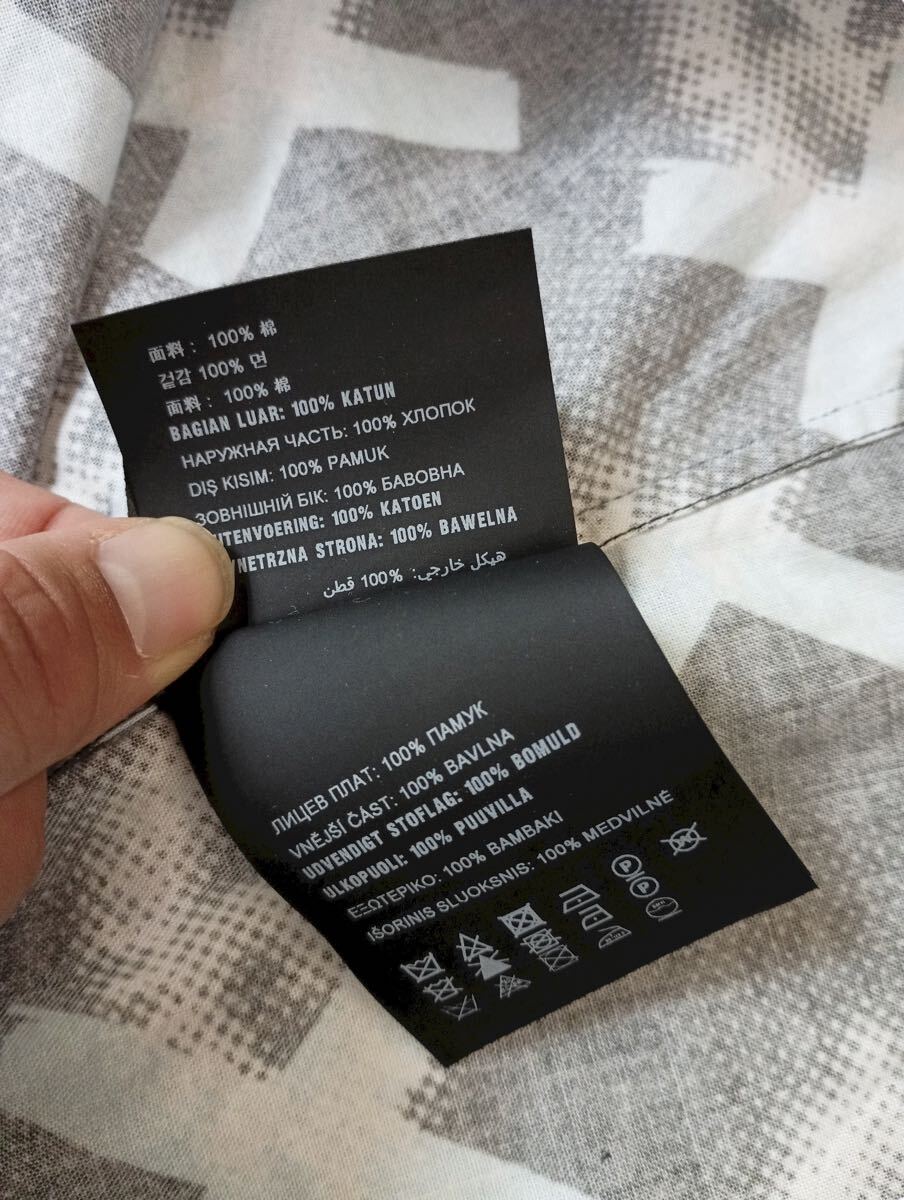 面料： 100% 棉
겉감 100% 면
面料： 100% 棉
BAGIAN LUAR: 100% KATUN
НАРУЖНАЯ ЧАСТЬ: 100% ХЛОПОК
DIŞ KISIM: 100% PAMUK
ЗОВНІШНІЙ БІК: 100% БАВОВНА
100% KATOEN
STRONA: 100% BAWELNA
هيكل خارجي: 100% قطن
ЛИЦЕВ ПЛАТ: 100% ПАМУК
VNĚJŠÍ ČÁST: 100% BAVLNA
UDVENDIGT STOFLAG: 100% BOMULD
ULKOPUOLI: 100% PUUVILLA
ΕΞΩΤΕΡΙΚΟ: 100% ΒΑΜΒΑΚΙ
IŠORINIS SLUOKSNIS: 100% MEDVILNĖ
P
P